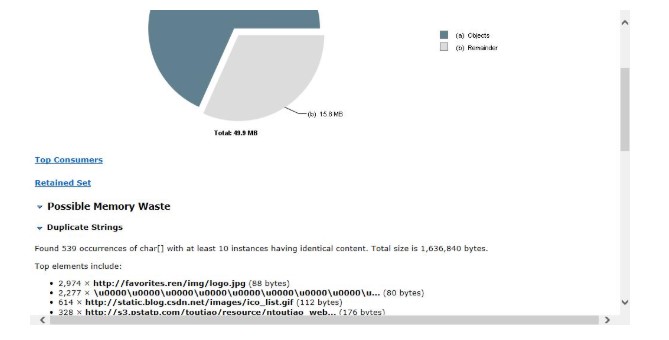 (a) Objects
(b) Remainder
(b) 15.8 MB
Total: 49.9 MB
Top Consumers
Retained Set
Possible Memory Waste
Duplicate Strings
Found 539 occurrences of char[] with at least 10 instances having identical content. Total size is 1,636,840 bytes.
Top elements include:
• 2,974 × http://favorites.ren/img/logo.jpg (88 bytes)
• 2,277 × \u0000\u0000\u0000\u0000\u0000\u0000\u0000\u0000\u... (80 bytes)
• 614 × http://static.blog.csdn.net/images/ico_list.gif (112 bytes)
• 328 × http://s3.pstatp.com/toutiao/resource/ntoutiao_web... (176 bytes)